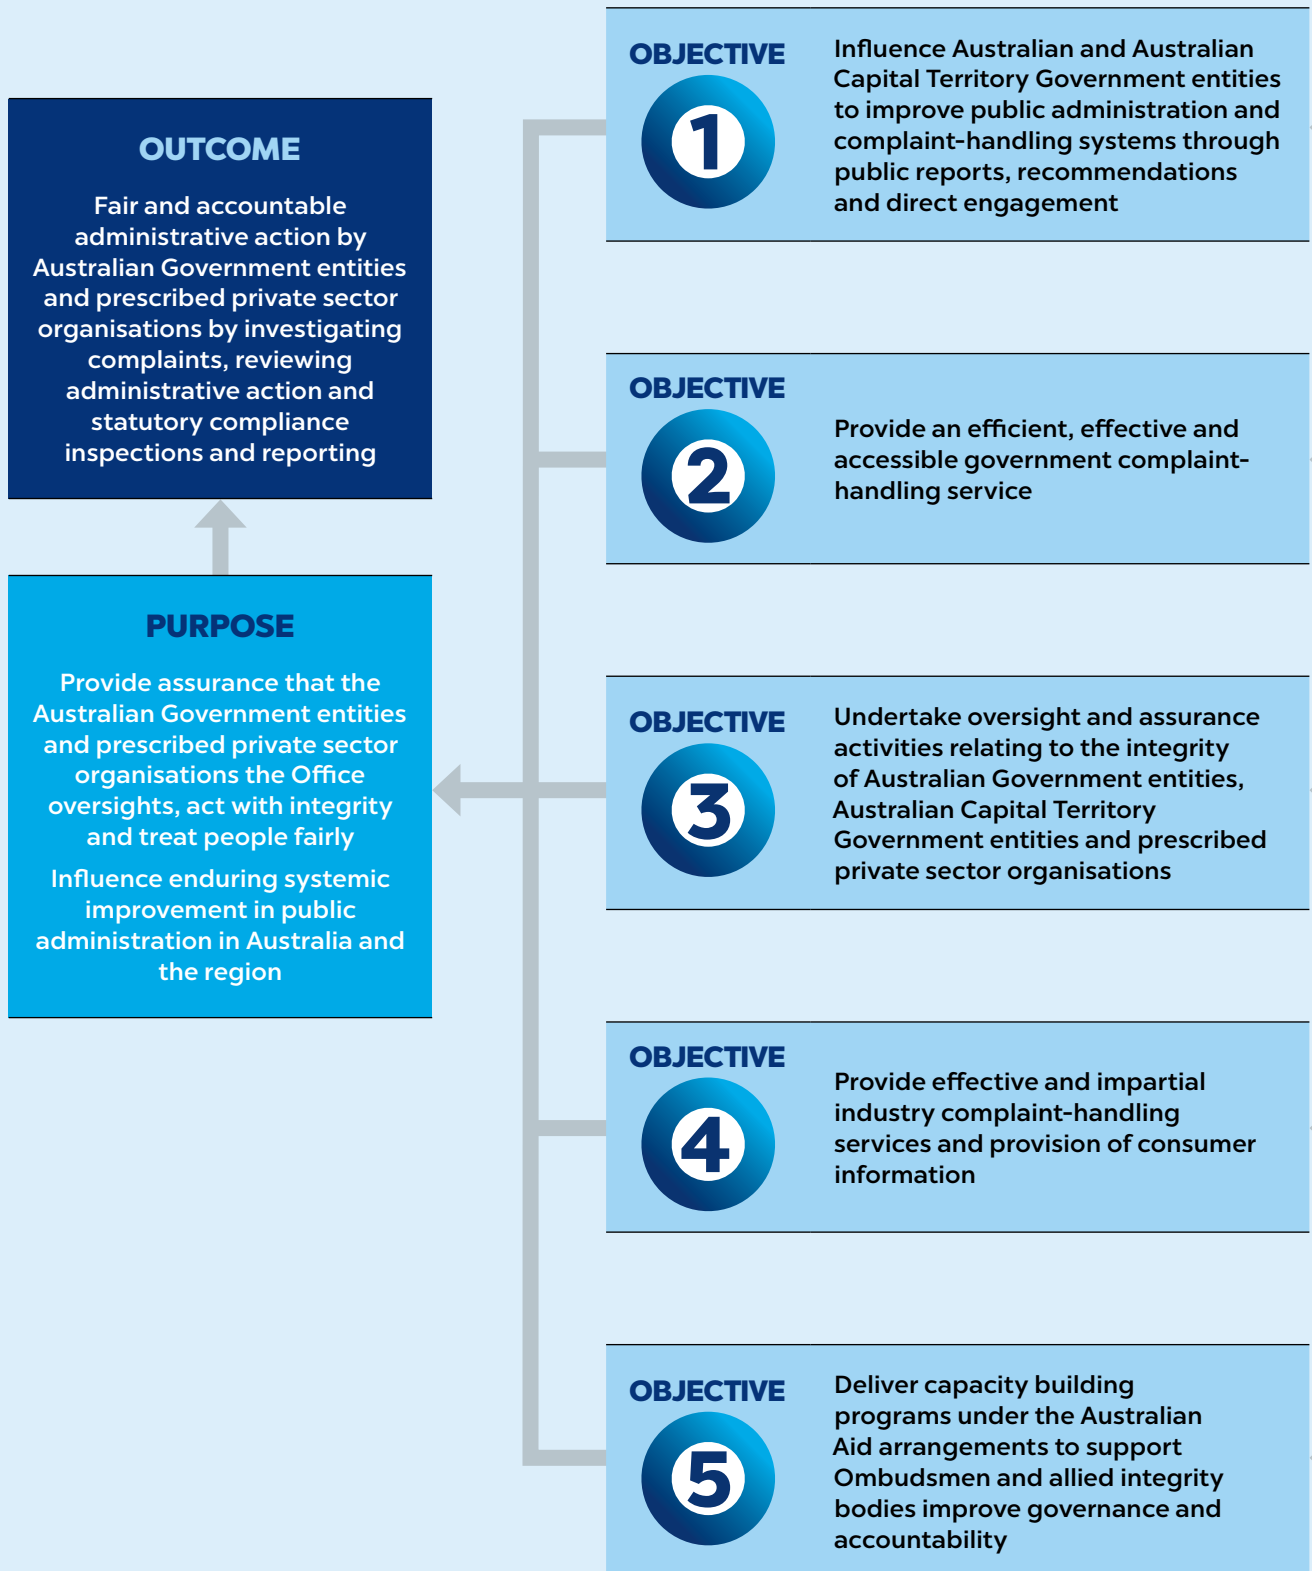 OUTCOME
Fair and accountable
administrative action by
Australian Government entities
and prescribed private sector
organisations by investigating
complaints, reviewing
administrative action and
statutory compliance
inspections and reporting
PURPOSE
Provide assurance that the
Australian Government entities
and prescribed private sector
organisations the Office
oversights, act with integrity
and treat people fairly
Influence enduring systemic
improvement in public
administration in Australia and
the region
OBJECTIVE
1
Influence Australian and Australian
Capital Territory Government entities
to improve public administration and
complaint-handling systems through
public reports, recommendations
and direct engagement
OBJECTIVE
2
Provide an efficient, effective and
accessible government complaint-
handling service
OBJECTIVE
3
Undertake oversight and assurance
activities relating to the integrity
of Australian Government entities,
Australian Capital Territory
Government entities and prescribed
private sector organisations
OBJECTIVE
4
Provide effective and impartial
industry complaint-handling
services and provision of consumer
information
OBJECTIVE
5
Deliver capacity building
programs under the Australian
Aid arrangements to support
Ombudsmen and allied integrity
bodies improve governance and
accountability